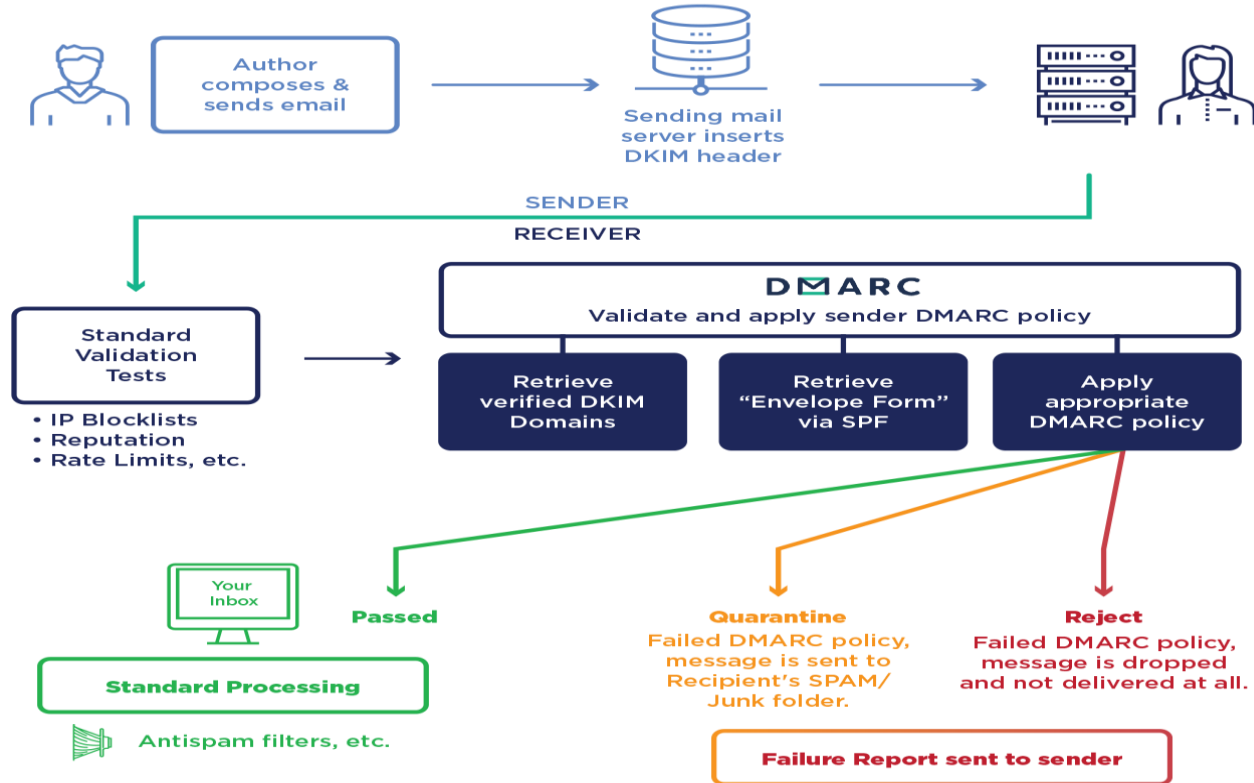 Author
composes &
sends email
Sending mail
server inserts
DKIM header
SENDER
RECEIVER
Standard
Validation
Tests
• IP Blocklists
• Reputation
• Rate Limits, etc.
DMARC
Validate and apply sender DMARC policy
Retrieve
verified DKIM
Domains
Retrieve
“Envelope Form”
via SPF
Apply
appropriate
DMARC policy
Your
Inbox
Passed
Standard Processing
Antispam filters, etc.
Quarantine
Failed DMARC policy,
message is sent to
Recipient's SPAM/
Junk folder.
Reject
Failed DMARC policy,
message is dropped
and not delivered at all.
Failure Report sent to sender